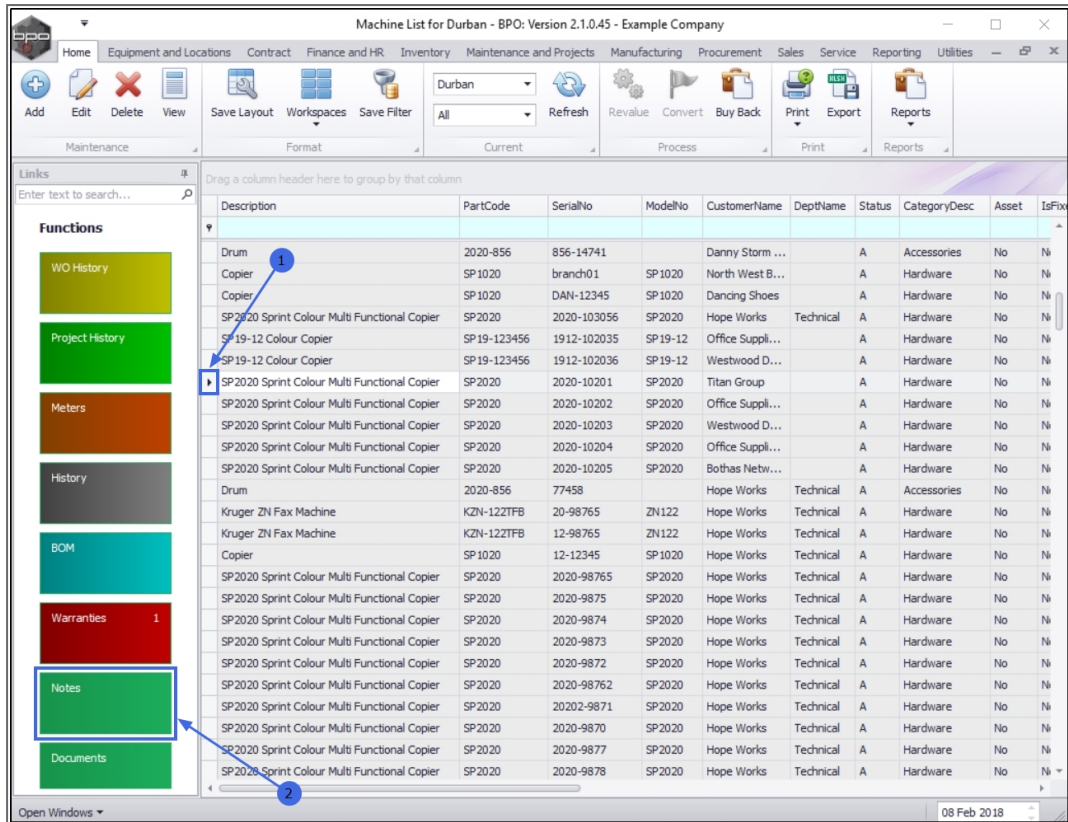 bpo
Machine List for Durban - BPO: Version 2.1.0.45 - Example Company
Home Equipment and Locations Contract Finance and HR Inventory Maintenance and Projects Manufacturing Procurement Sales Service Reporting Utilities
Add Edit Delete View Save Layout Workspaces Save Filter Durban All Refresh Revalue Convert Buy Back Print Export Reports
Maintenance Format Current Process Print Reports
Links
Enter text to search...
Functions
WO History
Project History
Meters
History
BOM
Warranties 1
Notes
Documents
Drag a column header here to group by that column
Description PartCode SerialNo ModelNo CustomerName DeptName Status CategoryDesc Asset IsFix
Drum 2020-856 856-14741 Danny Storm ... A Accessories No
1
Copier SP1020 branch01 SP1020 North West B... A Hardware No
Copier SP1020 DAN-12345 SP1020 Dancing Shoes A Hardware No
SP2020 Sprint Colour Multi Functional Copier SP2020 2020-103056 SP2020 Hope Works Technical A Hardware No
SP19-12 Colour Copier SP19-123456 1912-102035 SP19-12 Office Suppli... A Hardware No
SP19-12 Colour Copier SP19-123456 1912-102036 SP19-12 Westwood D... A Hardware No
SP2020 Sprint Colour Multi Functional Copier SP2020 2020-10201 SP2020 Titan Group A Hardware No
SP2020 Sprint Colour Multi Functional Copier SP2020 2020-10202 SP2020 Office Suppli... A Hardware No
SP2020 Sprint Colour Multi Functional Copier SP2020 2020-10203 SP2020 Westwood D... A Hardware No
SP2020 Sprint Colour Multi Functional Copier SP2020 2020-10204 SP2020 Office Suppli... A Hardware No
SP2020 Sprint Colour Multi Functional Copier SP2020 2020-10205 SP2020 Bothas Netw... A Hardware No
Drum 2020-856 77458 Hope Works Technical A Accessories No
Kruger ZN Fax Machine KZN-122TFB 20-98765 ZN122 Hope Works Technical A Hardware No
Kruger ZN Fax Machine KZN-122TFB 12-98765 ZN122 Hope Works Technical A Hardware No
Copier SP1020 12-12345 SP1020 Hope Works Technical A Hardware No
SP2020 Sprint Colour Multi Functional Copier SP2020 2020-98765 SP2020 Hope Works Technical A Hardware No
SP2020 Sprint Colour Multi Functional Copier SP2020 2020-9875 SP2020 Hope Works Technical A Hardware No
SP2020 Sprint Colour Multi Functional Copier SP2020 2020-9874 SP2020 Hope Works Technical A Hardware No
SP2020 Sprint Colour Multi Functional Copier SP2020 2020-9873 SP2020 Hope Works Technical A Hardware No
SP2020 Sprint Colour Multi Functional Copier SP2020 2020-9872 SP2020 Hope Works Technical A Hardware No
SP2020 Sprint Colour Multi Functional Copier SP2020 2020-98762 SP2020 Hope Works Technical A Hardware No
SP2020 Sprint Colour Multi Functional Copier SP2020 20202-9871 SP2020 Hope Works Technical A Hardware No
SP2020 Sprint Colour Multi Functional Copier SP2020 2020-9870 SP2020 Hope Works Technical A Hardware No
SP2020 Sprint Colour Multi Functional Copier SP2020 2020-9877 SP2020 Hope Works Technical A Hardware No
SP2020 Sprint Colour Multi Functional Copier SP2020 2020-9878 SP2020 Hope Works Technical A Hardware No
2
Open Windows 08 Feb 2018